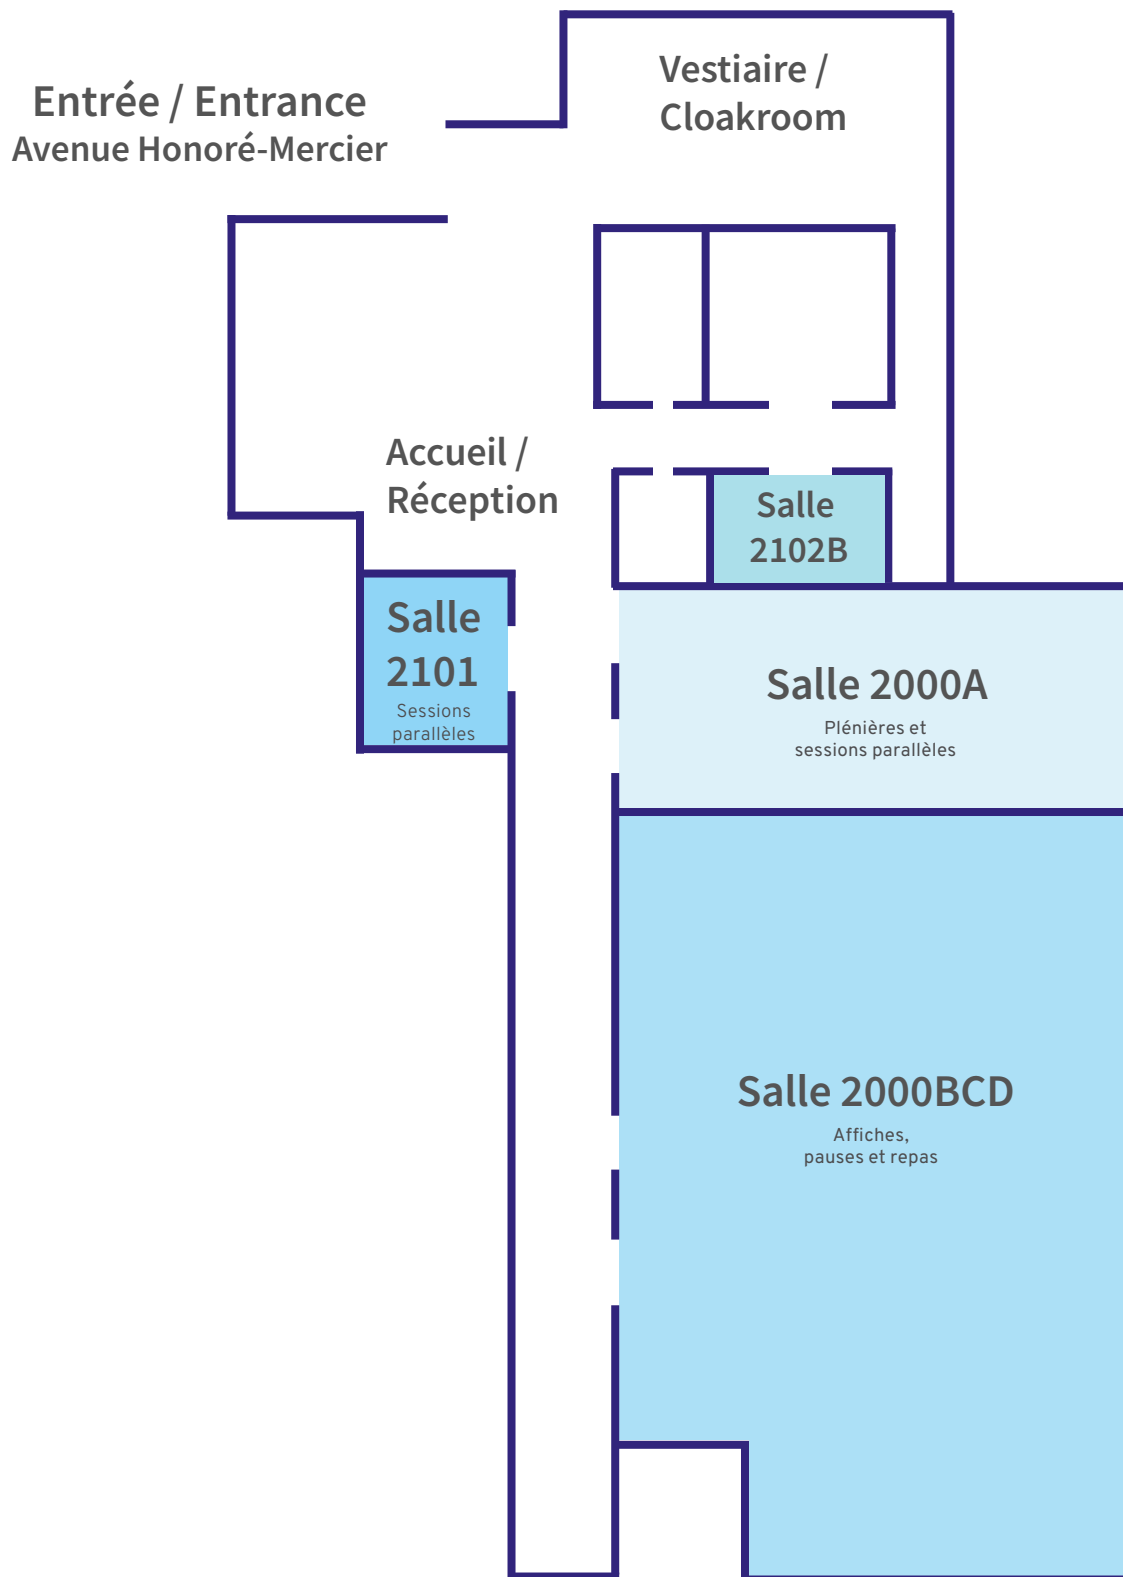 Entrée / Entrance
Avenue Honoré-Mercier
Vestiaire /
Cloakroom
Accueil /
Réception
Salle
2102B
Salle
2101
Sessions
parallèles
Salle 2000A
Plénières et
sessions parallèles
Salle 2000BCD
Affiches,
pauses et repas